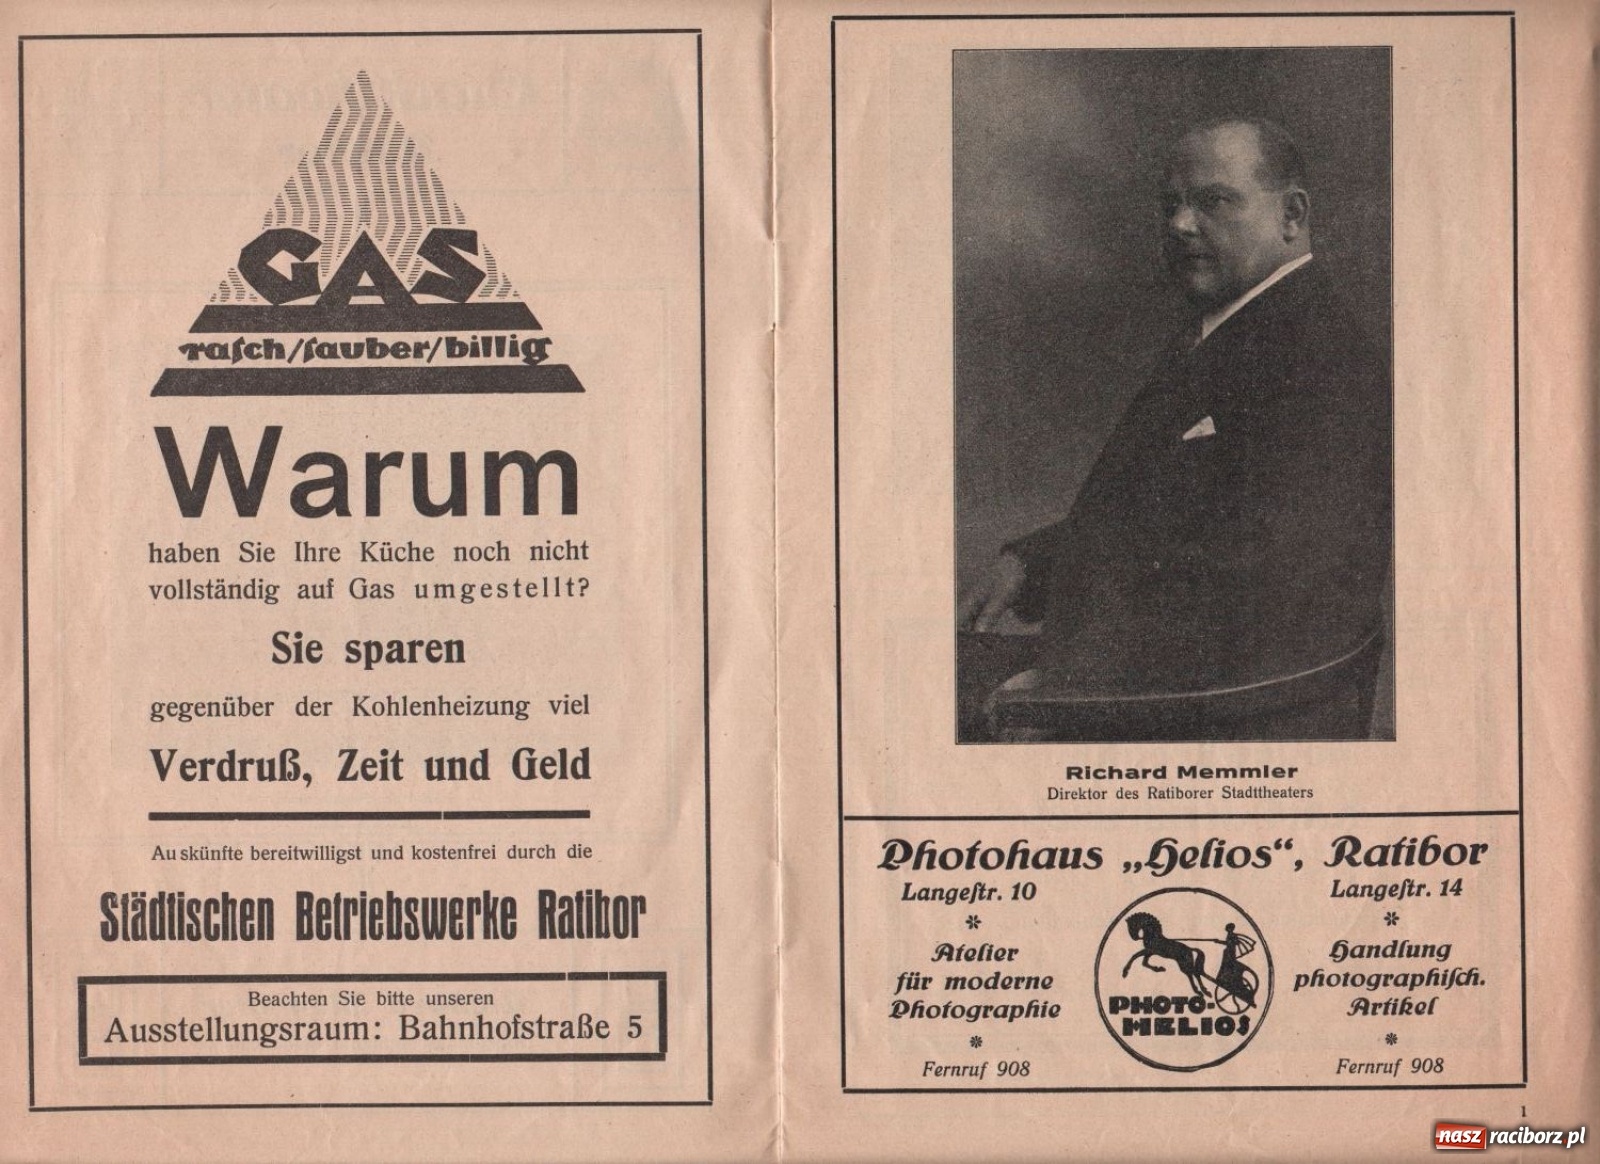 GAS
rasch/sauber/billig
Warum
haben Sie Ihre Küche noch nicht
vollständig auf Gas umgestellt?
Sie sparen
gegenüber der Kohlenheizung viel
Verdruß, Zeit und Geld
Auskünfte bereitwilligst und kostenfrei durch die
Städtischen Betriebswerke Ratibor
Beachten Sie bitte unseren
Ausstellungsraum: Bahnhofstraße 5
Richard Memmler
Direktor des Ratiborer Stadttheaters
Photohaus „Helios“, Ratibor
Langestr. 10
Atelier
für moderne
Photographie
Fernruf 908
PHOTO-
HELIOS
Langestr. 14
Handlung
photographisch.
Artikel
Fernruf 908
1
nasz raciborz.pl